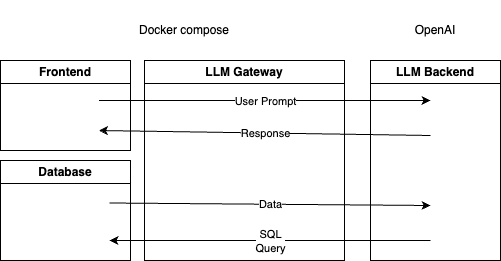 Docker compose
OpenAI
Frontend
LLM Gateway
LLM Backend
User Prompt
Response
Database
Data
SQL
Query